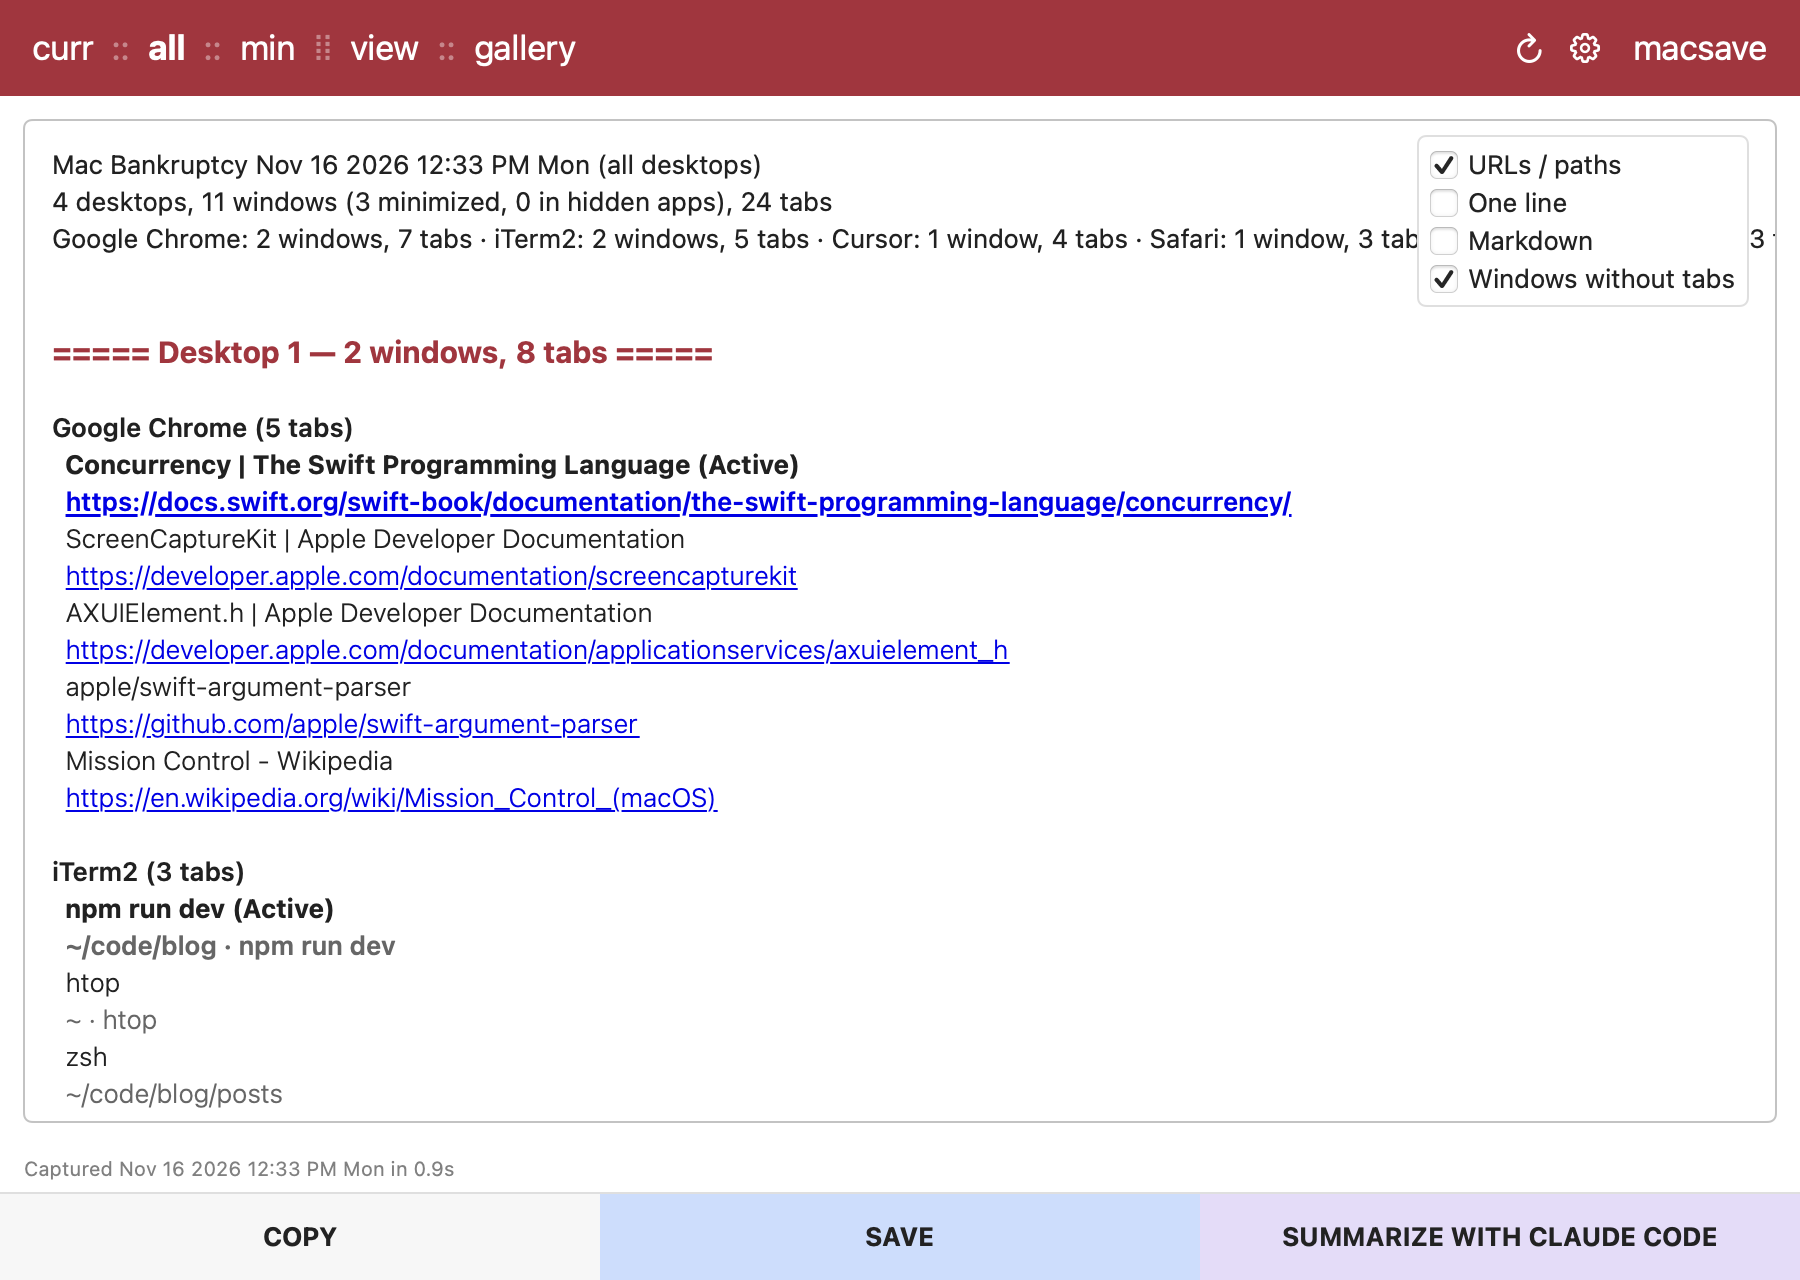 curr :: all :: min ⣿ view :: gallery
macsave
Mac Bankruptcy Nov 16 2026 12:33 PM Mon (all desktops)
4 desktops, 11 windows (3 minimized, 0 in hidden apps), 24 tabs
Google Chrome: 2 windows, 7 tabs · iTerm2: 2 windows, 5 tabs · Cursor: 1 window, 4 tabs · Safari: 1 window, 3 tab 3
URLs / paths
One line
Markdown
Windows without tabs
===== Desktop 1 — 2 windows, 8 tabs =====
Google Chrome (5 tabs)
Concurrency | The Swift Programming Language (Active)
https://docs.swift.org/swift-book/documentation/the-swift-programming-language/concurrency/
ScreenCaptureKit | Apple Developer Documentation
https://developer.apple.com/documentation/screencapturekit
AXUIElement.h | Apple Developer Documentation
https://developer.apple.com/documentation/applicationservices/axuielement_h
apple/swift-argument-parser
https://github.com/apple/swift-argument-parser
Mission Control - Wikipedia
https://en.wikipedia.org/wiki/Mission_Control_(macOS)
iTerm2 (3 tabs)
npm run dev (Active)
~/code/blog · npm run dev
htop
~ · htop
zsh
~/code/blog/posts
Captured Nov 16 2026 12:33 PM Mon in 0.9s
COPY
SAVE
SUMMARIZE WITH CLAUDE CODE